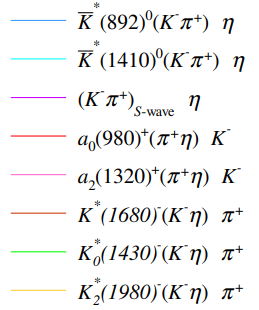 K̅*(892)⁰(K⁻π⁺) η
K̅*(1410)⁰(K⁻π⁺) η
(K⁻π⁺)S-wave η
a₀(980)⁺(π⁺η) K⁻
a₂(1320)⁺(π⁺η) K⁻
K*(1680)⁻(K⁻η) π⁺
K₀*(1430)⁻(K⁻η) π⁺
K₂*(1980)⁻(K⁻η) π⁺